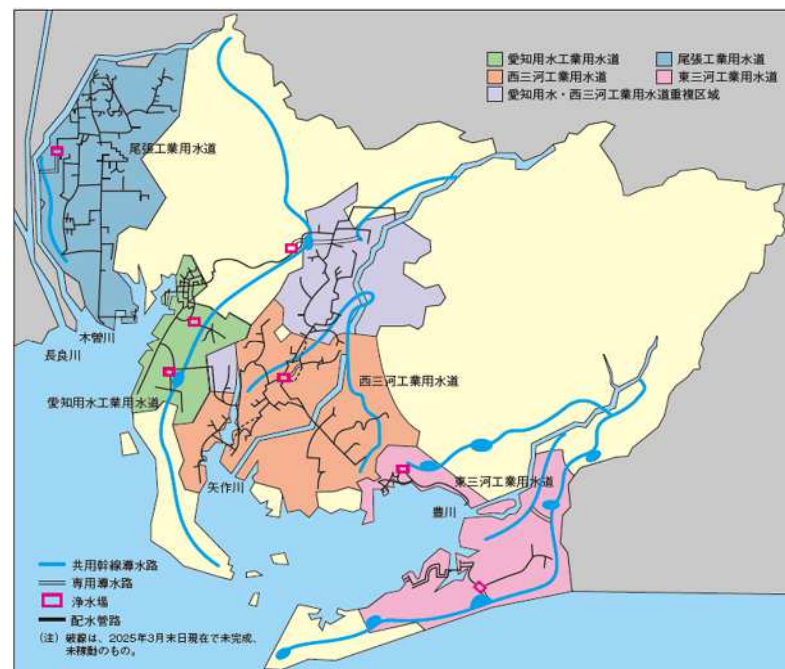 愛知用水工業用水道
尾張工業用水道
西三河工業用水道
東三河工業用水道
愛知用水・西三河工業用水道重複区域
尾張工業用水道
木曽川
長良川
愛知用水工業用水道
西三河工業用水道
矢作川
東三河工業用水道
豊川
共用幹線導水路
専用導水路
浄水場
配水管路
(注) 破線は、2025年3月末日現在で未完成、
未稼動のもの。